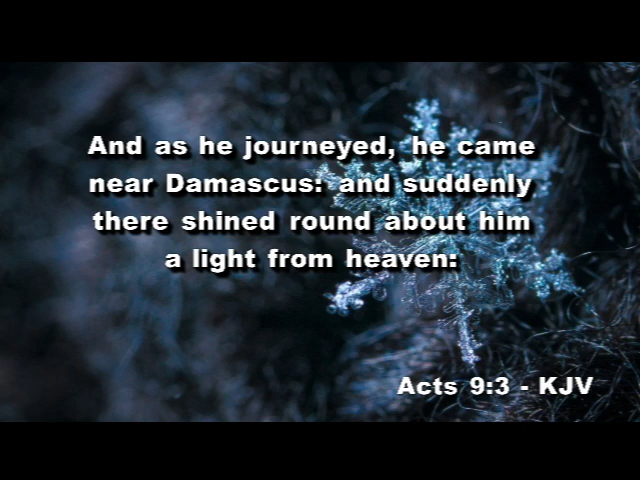 And as he journeyed, he came
near Damascus: and suddenly
there shined round about him
a light from heaven:
Acts 9:3 - KJV